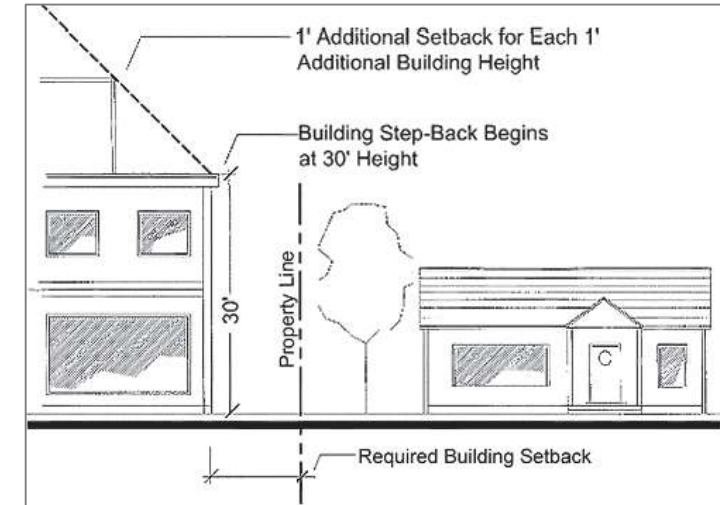 1' Additional Setback for Each 1'
Additional Building Height
Building Step-Back Begins
at 30' Height
30'
Property Line
Required Building Setback